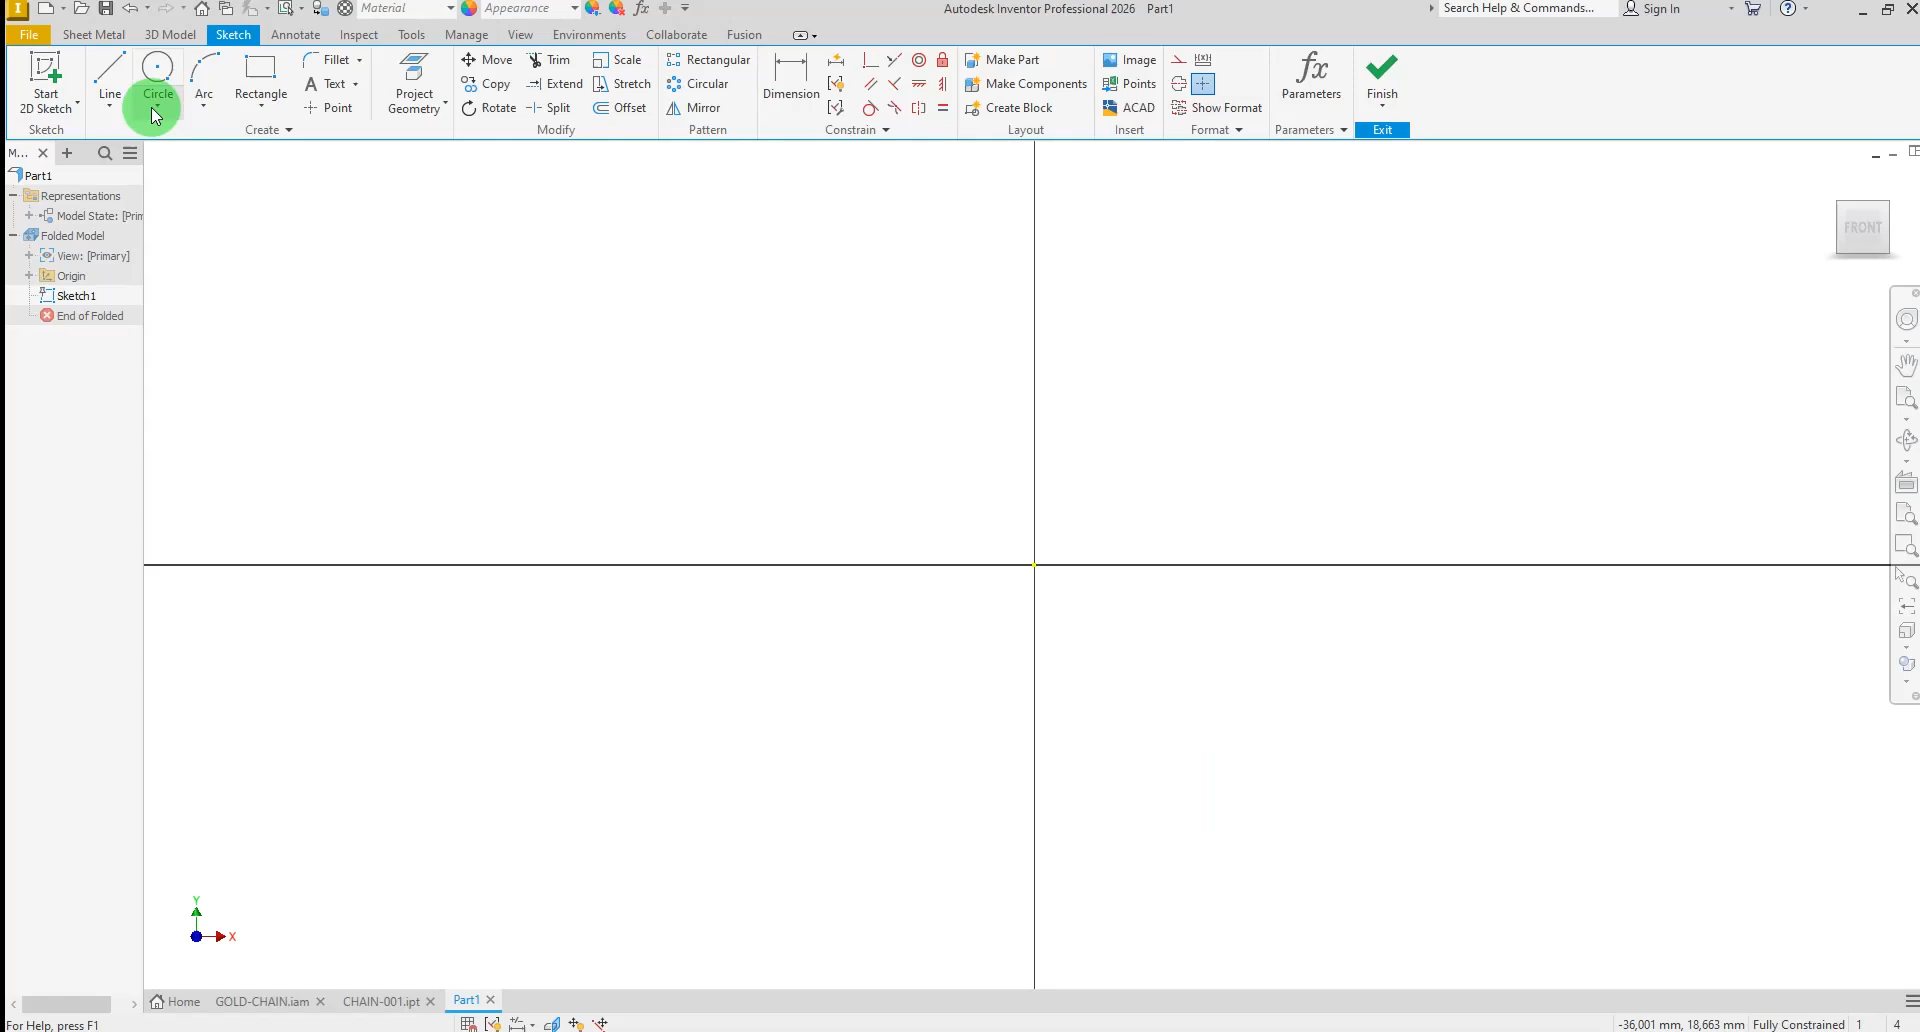 I Material Appearance fx Autodesk Inventor Professional 2026 Part1 Search Help & Commands... Sign In
File Sheet Metal 3D Model Sketch Annotate Inspect Tools Manage View Environments Collaborate Fusion
Start
2D Sketch
Line
Circle
Arc
Rectangle
Fillet
Text
Point
Project
Geometry
Move Trim Scale
Copy Extend Stretch
Rotate Split Offset
Rectangular
Circular
Mirror
Dimension
Make Part
Make Components
Create Block
Image
Points
ACAD
Show Format
fx
Parameters
Finish
Sketch Create Modify Pattern Constrain Layout Insert Format Parameters Exit
M...
Part1
Representations
Model State: [Prim
Folded Model
View: [Primary]
Origin
Sketch1
End of Folded
FRONT
Y
X
Home GOLD-CHAIN.iam CHAIN-001.ipt Part1
For Help, press F1 -36,001 mm, 18,663 mm Fully Constrained 1 4